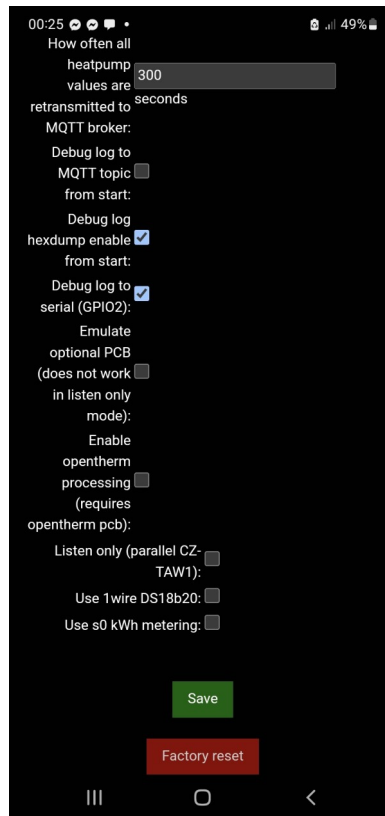 00:25
49%
How often all
heatpump
values are
retransmitted to
MQTT broker:
300
seconds
Debug log to
MQTT topic
from start:
Debug log
hexdump enable
from start:
Debug log to
serial (GPIO2):
Emulate
optional PCB
(does not work
in listen only
mode):
Enable
opentherm
processing
(requires
opentherm pcb):
Listen only (parallel CZ-
TAW1):
Use 1wire DS18b20:
Use s0 kWh metering:
Save
Factory reset